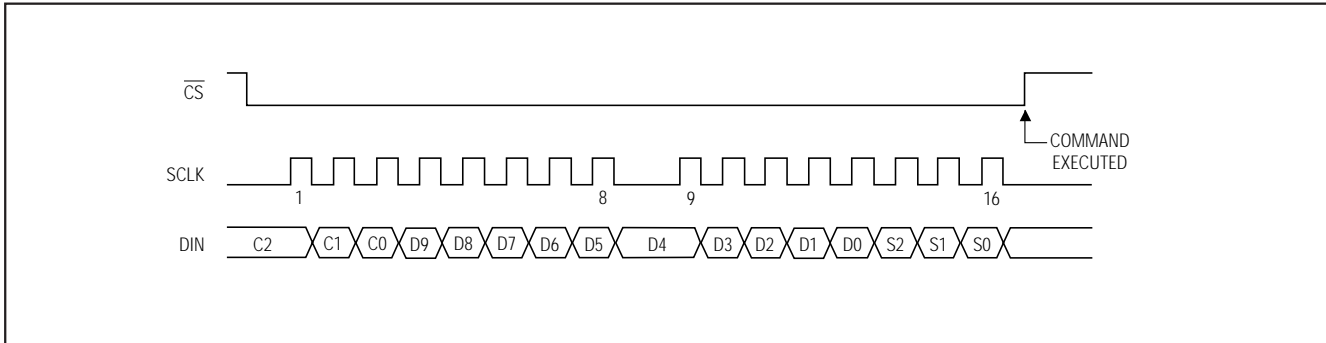 CS
COMMAND
EXECUTED
SCLK
1 8 9 16
DIN C2 C1 C0 D9 D8 D7 D6 D5 D4 D3 D2 D1 D0 S2 S1 S0